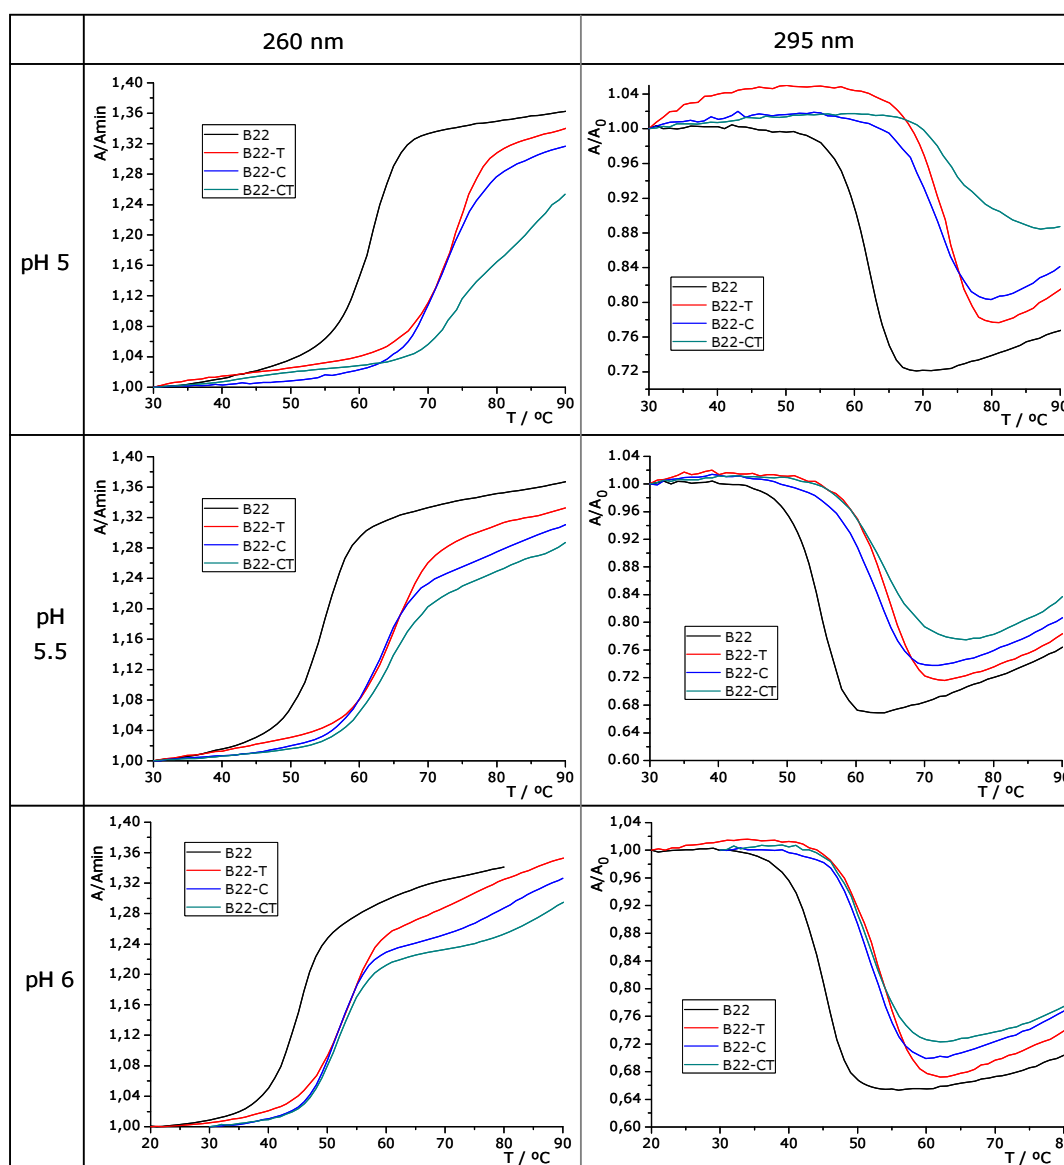 260 nm
295 nm
pH 5
A/Amin
1,40
1,36
1,32
1,28
1,24
1,20
1,16
1,12
1,08
1,04
1,00
B22
B22-T
B22-C
B22-CT
30 40 50 60 70 80 90
T / ºC
A/A0
1.04
1.00
0.96
0.92
0.88
0.84
0.80
0.76
0.72
B22
B22-T
B22-C
B22-CT
30 40 50 60 70 80 90
T / ºC
pH
5.5
A/Amin
1,40
1,36
1,32
1,28
1,24
1,20
1,16
1,12
1,08
1,04
1,00
B22
B22-T
B22-C
B22-CT
30 40 50 60 70 80 90
T / ºC
A/A0
1.04
1.00
0.96
0.92
0.88
0.84
0.80
0.76
0.72
0.68
0.64
0.60
B22
B22-T
B22-C
B22-CT
30 40 50 60 70 80 90
T / ºC
pH 6
A/Amin
1,40
1,36
1,32
1,28
1,24
1,20
1,16
1,12
1,08
1,04
1,00
B22
B22-T
B22-C
B22-CT
20 30 40 50 60 70 80 90
T / ºC
A/A0
1,04
1,00
0,96
0,92
0,88
0,84
0,80
0,76
0,72
0,68
0,64
0,60
B22
B22-T
B22-C
B22-CT
20 30 40 50 60 70 80
T / ºC